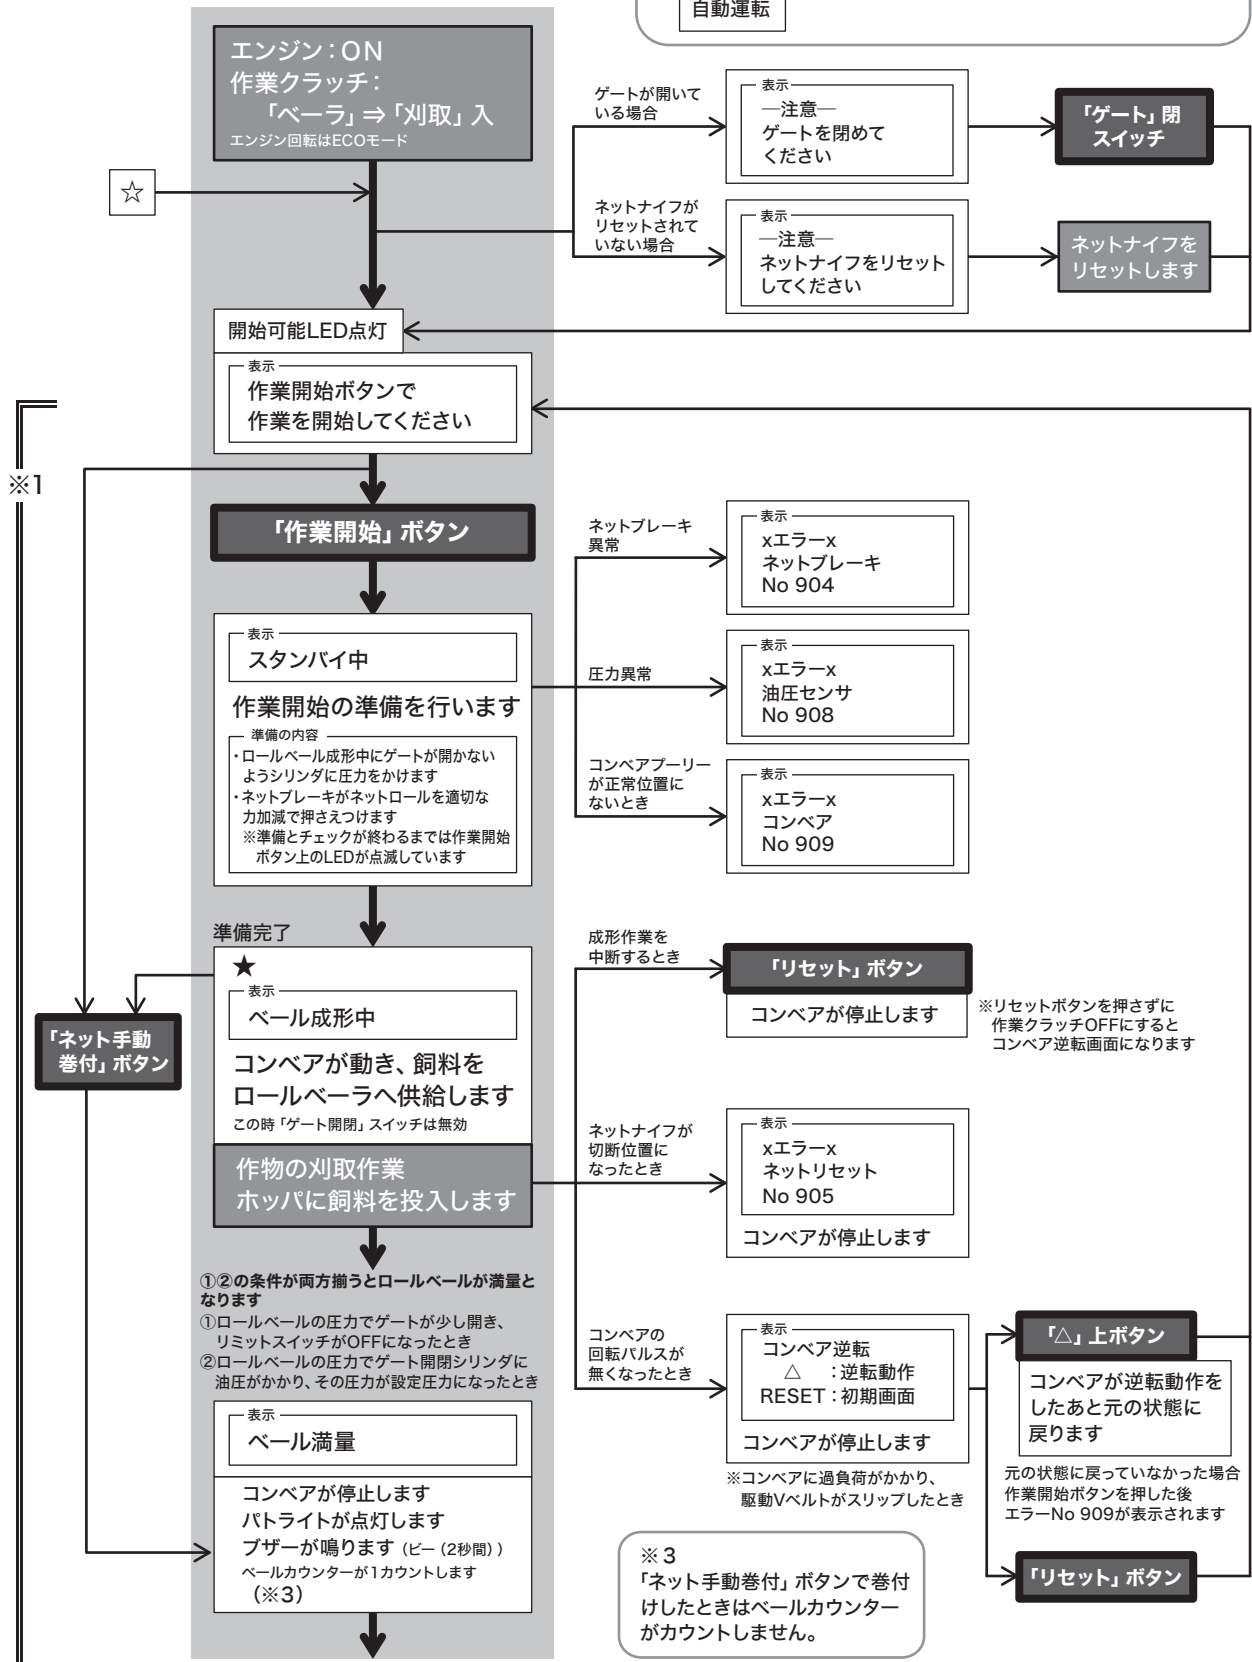 自動運転
エンジン：ON
作業クラッチ：
「ベーラ」⇒「刈取」入
エンジン回転はECOモード
☆
ゲートが開いて
いる場合
表示
―注意―
ゲートを閉めて
ください
「ゲート」閉
スイッチ
ネットナイフが
リセットされて
いない場合
表示
―注意―
ネットナイフをリセット
してください
ネットナイフを
リセットします
開始可能LED点灯
表示
作業開始ボタンで
作業を開始してください
※1
「作業開始」ボタン
ネットブレーキ
異常
表示
xエラーx
ネットブレーキ
No 904
表示
スタンバイ中
作業開始の準備を行います
準備の内容
・ロールベール成形中にゲートが開かない
ようシリンダに圧力をかけます
・ネットブレーキがネットロールを適切な
力加減で押さえつけます
※準備とチェックが終わるまでは作業開始
ボタン上のLEDが点滅しています
圧力異常
表示
xエラーx
油圧センサ
No 908
コンベアプーリー
が正常位置に
ないとき
表示
xエラーx
コンベア
No 909
準備完了
★
表示
ベール成形中
コンベアが動き、飼料を
ロールベーラへ供給します
この時「ゲート開閉」スイッチは無効
作物の刈取作業
ホッパに飼料を投入します
「ネット手動
巻付」ボタン
成形作業を
中断するとき
「リセット」ボタン
コンベアが停止します
※リセットボタンを押さずに
作業クラッチOFFにすると
コンベア逆転画面になります
ネットナイフが
切断位置に
なったとき
表示
xエラーx
ネットリセット
No 905
コンベアが停止します
①②の条件が両方揃うとロールベールが満量と
なります
①ロールベールの圧力でゲートが少し開き、
リミットスイッチがOFFになったとき
②ロールベールの圧力でゲート開閉シリンダに
油圧がかかり、その圧力が設定圧力になったとき
コンベアの
回転パルスが
無くなったとき
表示
コンベア逆転
△　：逆転動作
RESET：初期画面
コンベアが停止します
※コンベアに過負荷がかかり、
駆動Vベルトがスリップしたとき
「△」上ボタン
コンベアが逆転動作を
したあと元の状態に
戻ります
元の状態に戻っていなかった場合
作業開始ボタンを押した後
エラーNo 909が表示されます
「リセット」ボタン
表示
ベール満量
コンベアが停止します
パトライトが点灯します
ブザーが鳴ります（ビー（2秒間））
ベールカウンターが1カウントします
（※3）
※3
「ネット手動巻付」ボタンで巻付
けしたときはベールカウンター
がカウントしません。